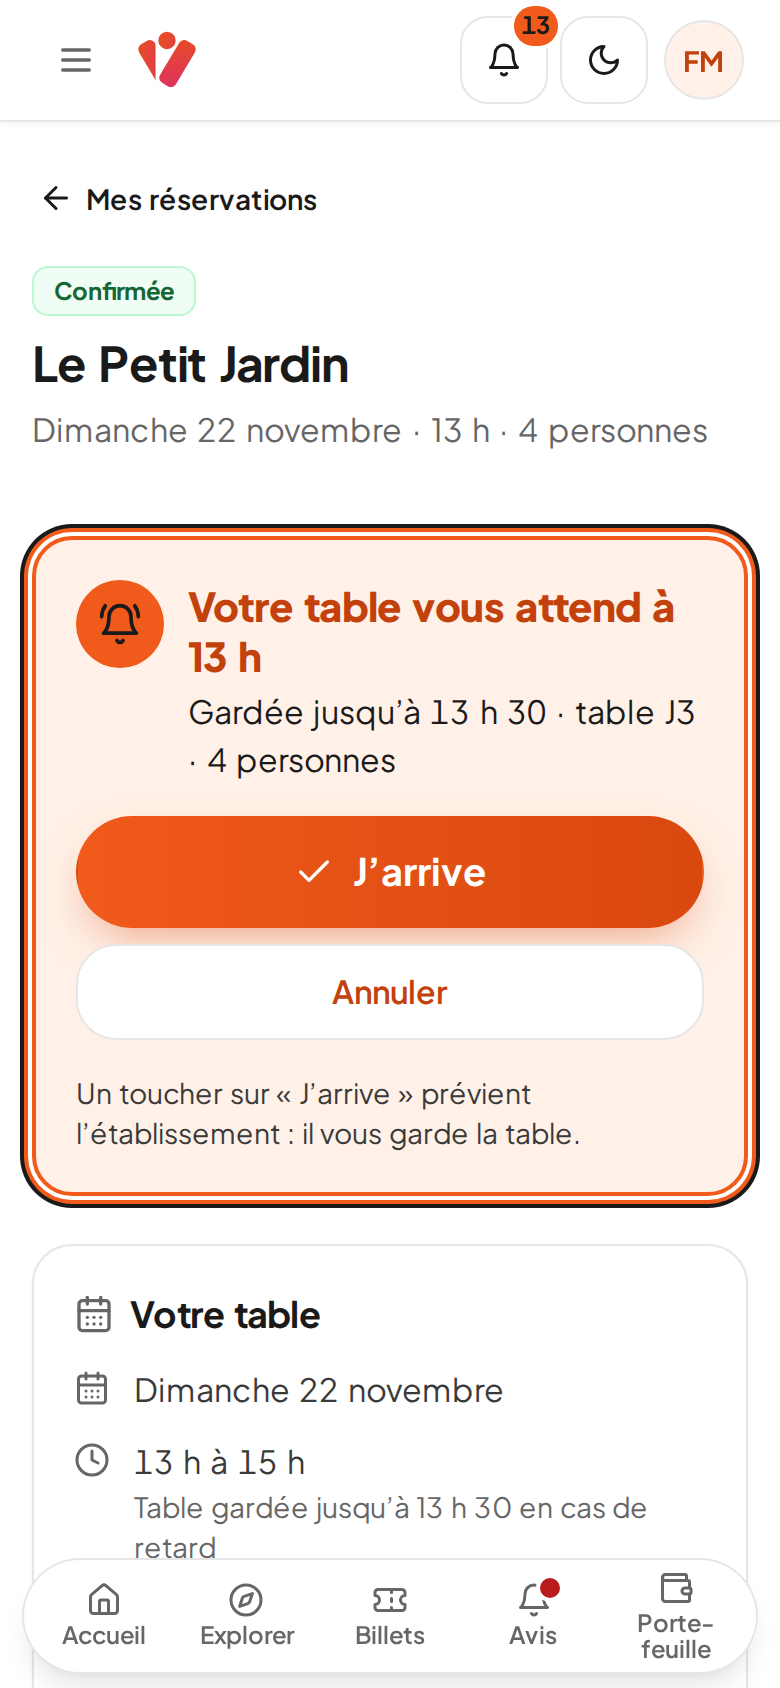 13
FM
Mes réservations
Confirmée
Le Petit Jardin
Dimanche 22 novembre · 13 h · 4 personnes
Votre table vous attend à
13 h
Gardée jusqu’à 13 h 30 · table J3
· 4 personnes
J’arrive
Annuler
Un toucher sur « J’arrive » prévient
l’établissement : il vous garde la table.
Votre table
Dimanche 22 novembre
13 h à 15 h
Table gardée jusqu’à 13 h 30 en cas de
retard
Accueil
Explorer
Billets
Avis
Porte-
feuille